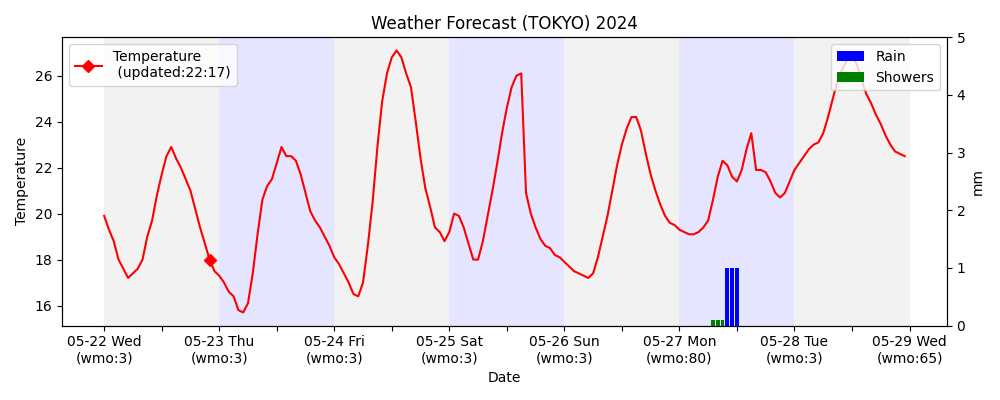 Weather Forecast (TOKYO) 2024
Temperature
(updated:22:17)
Rain
Showers
Temperature
26
24
22
20
18
16
5
4
3
2
1
0
mm
05-22 Wed
(wmo:3)
05-23 Thu
(wmo:3)
05-24 Fri
(wmo:3)
05-25 Sat
(wmo:3)
05-26 Sun
(wmo:3)
05-27 Mon
(wmo:80)
05-28 Tue
(wmo:3)
05-29 Wed
(wmo:65)
Date